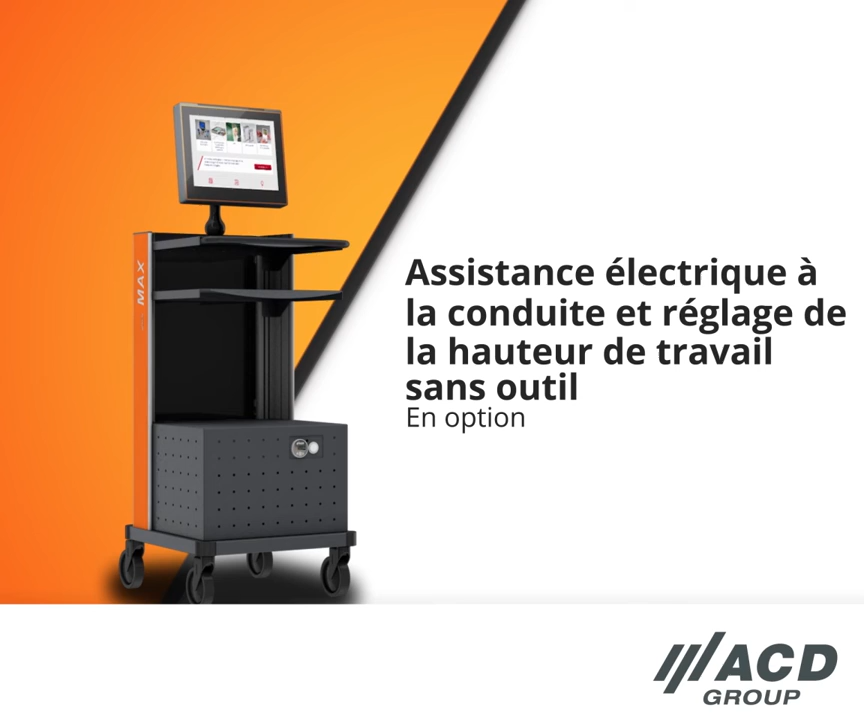 MAX
Assistance électrique à
la conduite et réglage de
la hauteur de travail
sans outil
En option
ACD
GROUP